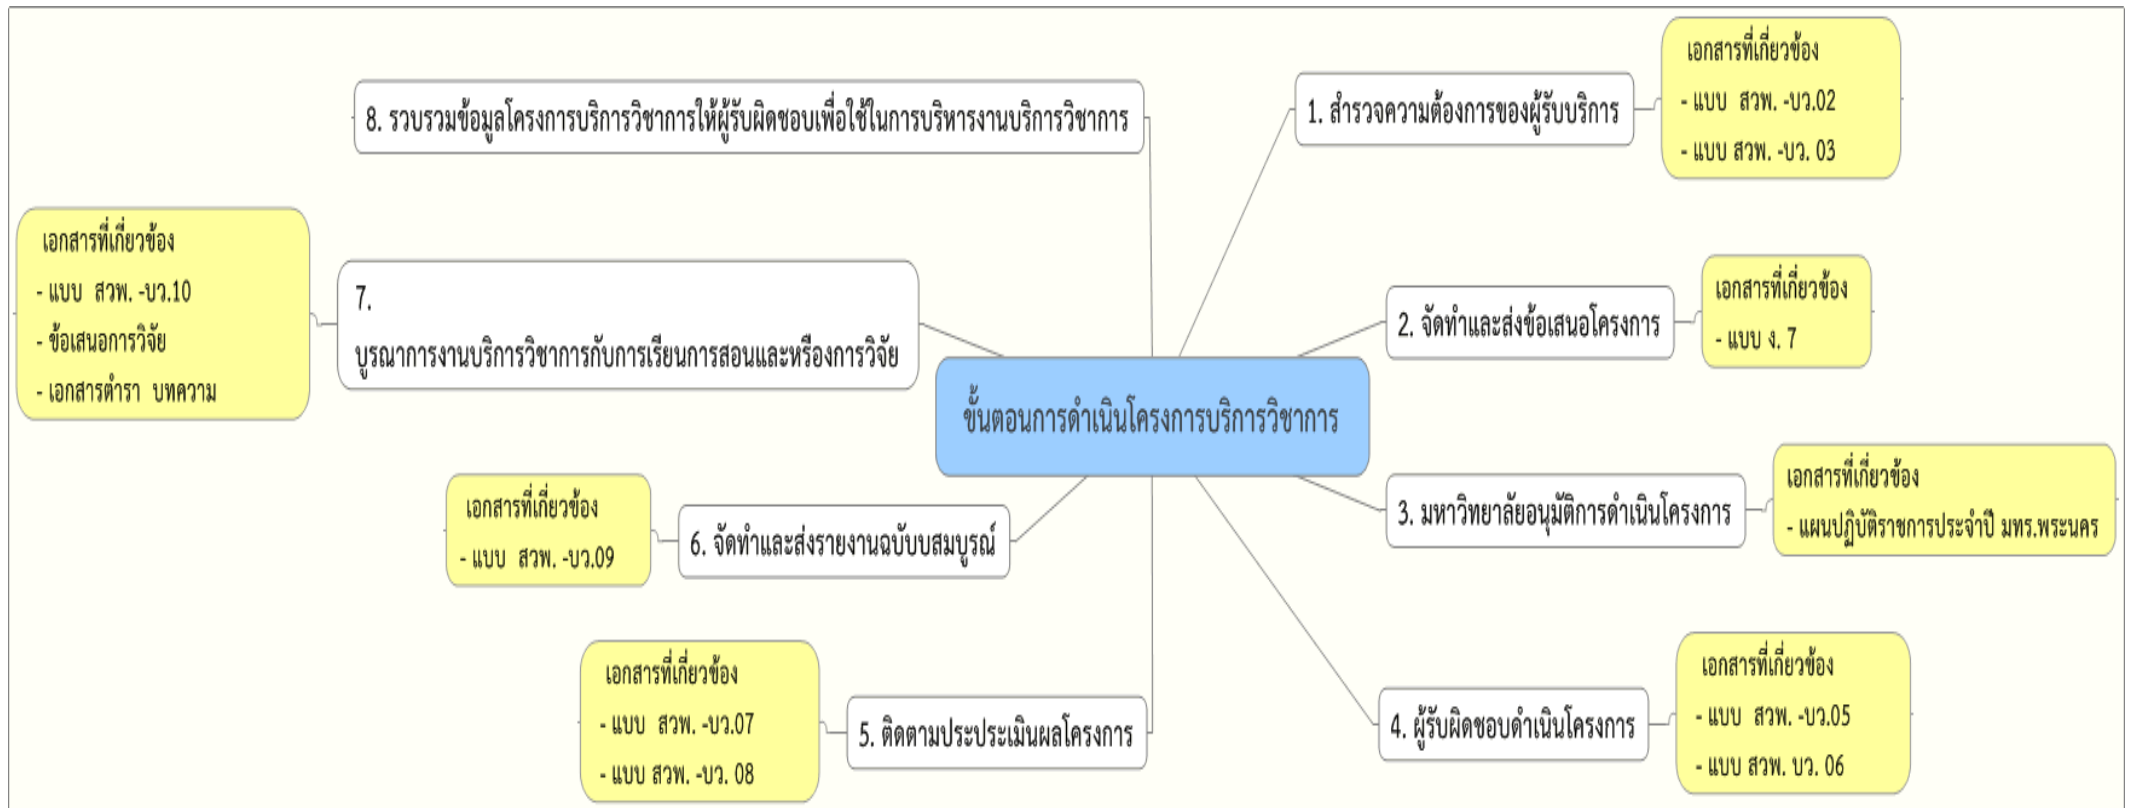 ขั้นตอนการดำเนินโครงการบริการวิชาการ
1. สำรวจความต้องการของผู้รับบริการ
เอกสารที่เกี่ยวข้อง
- แบบ สวพ. -บว.02
- แบบ สวพ. -บว. 03
2. จัดทำและส่งข้อเสนอโครงการ
เอกสารที่เกี่ยวข้อง
- แบบ ง. 7
3. มหาวิทยาลัยอนุมัติการดำเนินโครงการ
เอกสารที่เกี่ยวข้อง
- แผนปฏิบัติราชการประจำปี มทร.พระนคร
4. ผู้รับผิดชอบดำเนินโครงการ
เอกสารที่เกี่ยวข้อง
- แบบ สวพ. -บว.05
- แบบ สวพ. บว. 06
5. ติดตามประประเมินผลโครงการ
เอกสารที่เกี่ยวข้อง
- แบบ สวพ. -บว.07
- แบบ สวพ. -บว. 08
6. จัดทำและส่งรายงานฉบับบสมบูรณ์
เอกสารที่เกี่ยวข้อง
- แบบ สวพ. -บว.09
7.
บูรณาการงานบริการวิชาการกับการเรียนการสอนและหรืองการวิจัย
เอกสารที่เกี่ยวข้อง
- แบบ สวพ. -บว.10
- ข้อเสนอการวิจัย
- เอกสารตำรา บทความ
8. รวบรวมข้อมูลโครงการบริการวิชาการให้ผู้รับผิดชอบเพื่อใช้ในการบริหารงานบริการวิชาการ